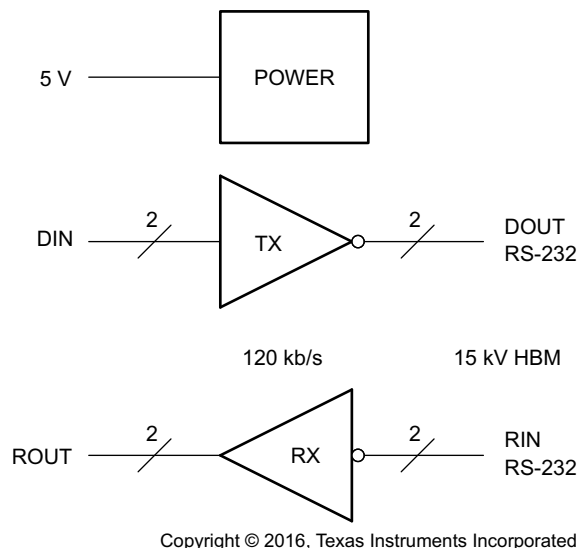 5 V
POWER
2
2
DIN
TX
DOUT
RS-232
120 kb/s
15 kV HBM
2
2
ROUT
RX
RIN
RS-232
Copyright © 2016, Texas Instruments Incorporated